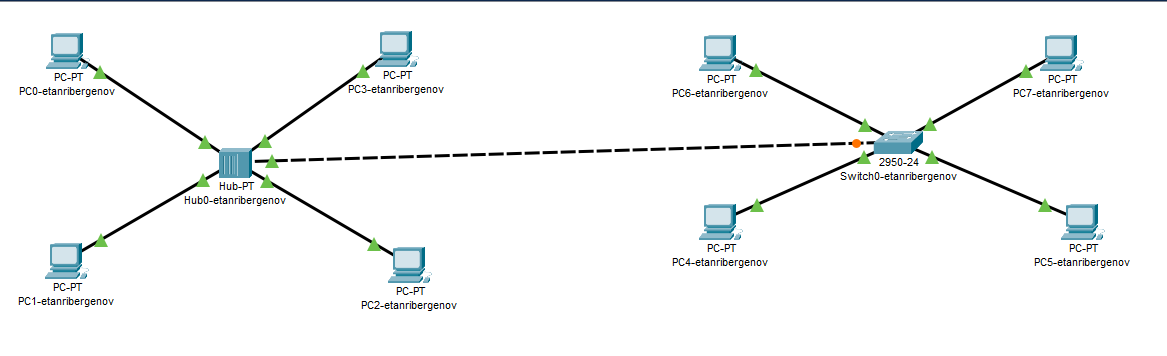 PC-PT
PC0-etanribergenov
PC-PT
PC3-etanribergenov
PC-PT
PC6-etanribergenov
PC-PT
PC7-etanribergenov
Hub-PT
Hub0-etanribergenov
2950-24
Switch0-etanribergenov
PC-PT
PC1-etanribergenov
PC-PT
PC2-etanribergenov
PC-PT
PC4-etanribergenov
PC-PT
PC5-etanribergenov